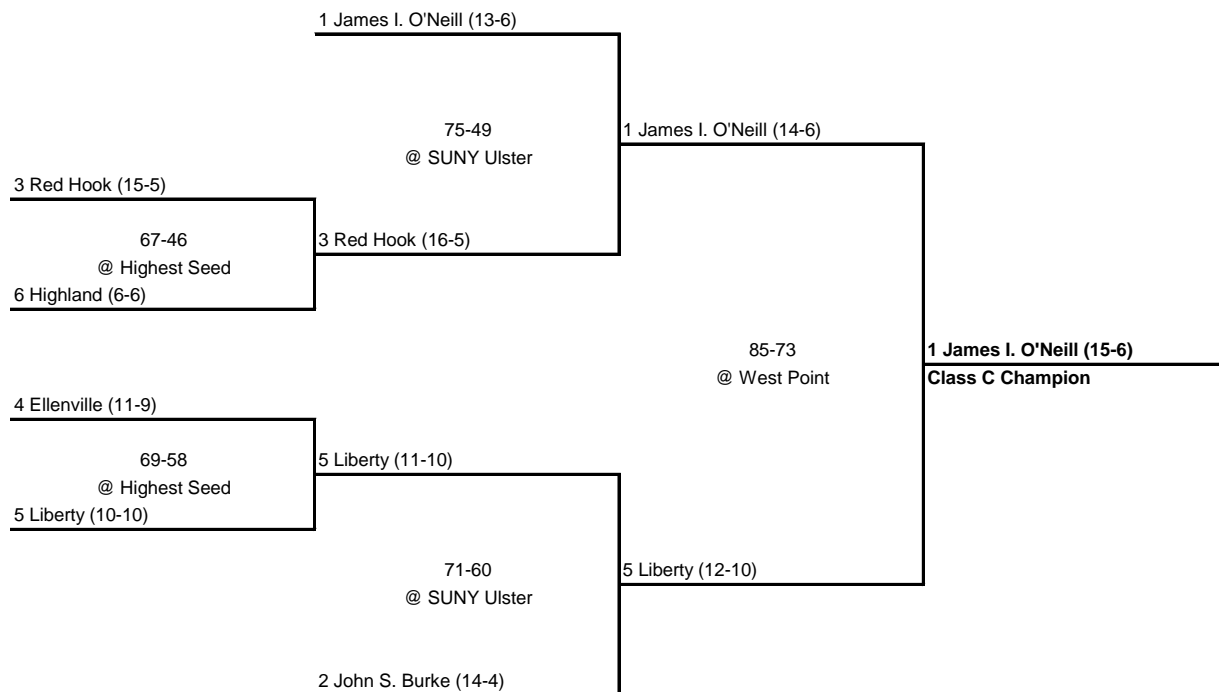 1 James I. O'Neill (13-6)
75-49
@ SUNY Ulster
1 James I. O'Neill (14-6)
3 Red Hook (15-5)
67-46
@ Highest Seed
3 Red Hook (16-5)
6 Highland (6-6)
85-73
@ West Point
1 James I. O'Neill (15-6)
Class C Champion
4 Ellenville (11-9)
69-58
@ Highest Seed
5 Liberty (11-10)
5 Liberty (10-10)
71-60
@ SUNY Ulster
5 Liberty (12-10)
2 John S. Burke (14-4)